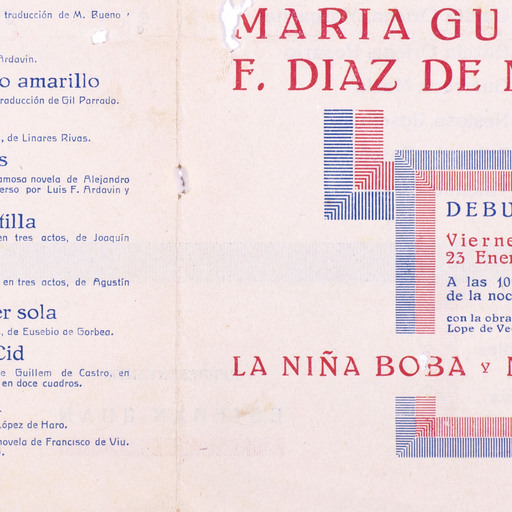 traducción de M. Bueno y
Ardavín.
o amarillo
traducción de Gil Parrado.
, de Linares Rivas.
s
amosa novela de Alejandro
erso por Luis F. Ardavín y
tilla
en tres actos, de Joaquín
en tres actos, de Agustín
er sola
, de Eusebio de Gorbea.
Cid
e Guillem de Castro, en
en doce cuadros.
López de Haro.
novela de Francisco de Viu.
MARIA GU
F. DIAZ DE
DEBU
Vierne
23 Ener
A las 10
de la noc
con la obra
Lope de Ve
LA NIÑA BOBA y